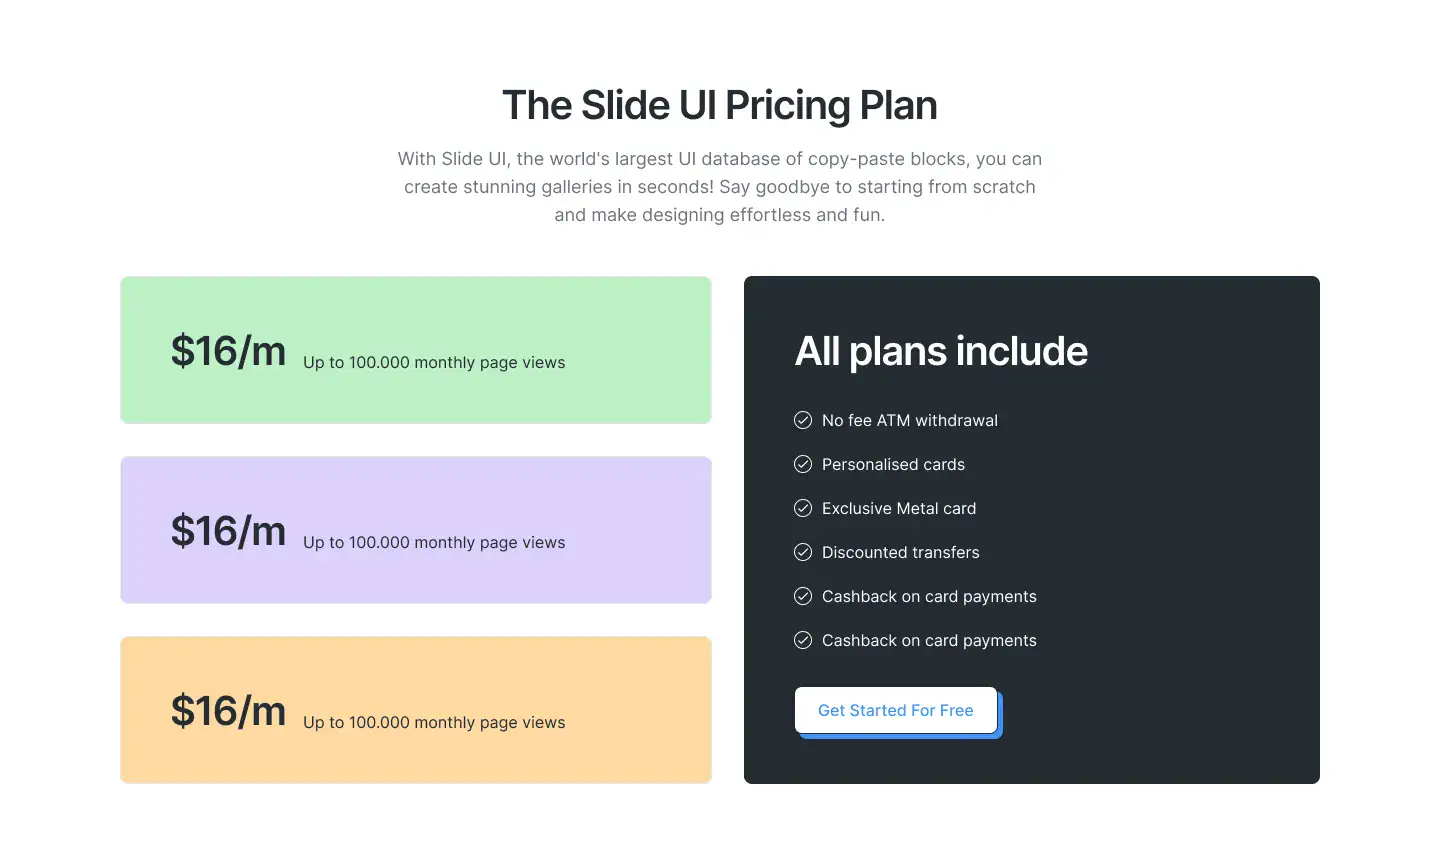 The Slide UI Pricing Plan
With Slide UI, the world's largest UI database of copy-paste blocks, you can
create stunning galleries in seconds! Say goodbye to starting from scratch
and make designing effortless and fun.
$16/m Up to 100.000 monthly page views
$16/m Up to 100.000 monthly page views
$16/m Up to 100.000 monthly page views
All plans include
No fee ATM withdrawal
Personalised cards
Exclusive Metal card
Discounted transfers
Cashback on card payments
Cashback on card payments
Get Started For Free